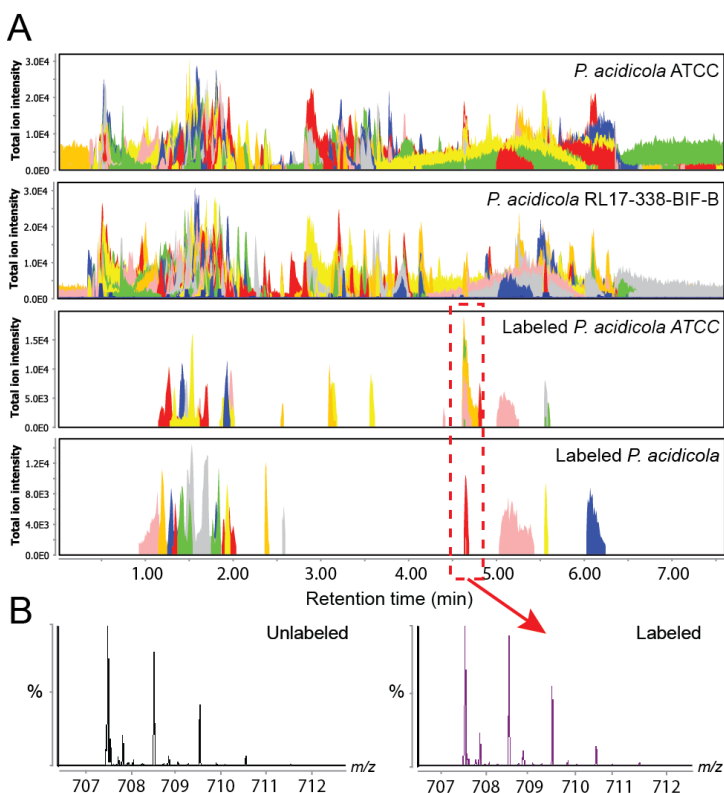 A
Total ion intensity
3.0E4
2.0E4
1.0E4
0.0E0
P. acidicola ATCC
Total ion intensity
3.0E4
2.0E4
1.0E4
0.0E0
P. acidicola RL17-338-BIF-B
Total ion intensity
1.5E4
1.0E4
5.0E3
0.0E0
Labeled P. acidicola ATCC
Total ion intensity
1.2E4
8.0E3
4.0E3
0.0E0
Labeled P. acidicola
1.00 2.00 3.00 4.00 5.00 6.00 7.00
Retention time (min)
B
Unlabeled
%
707 708 709 710 711 712 m/z
Labeled
%
707 708 709 710 711 712 m/z